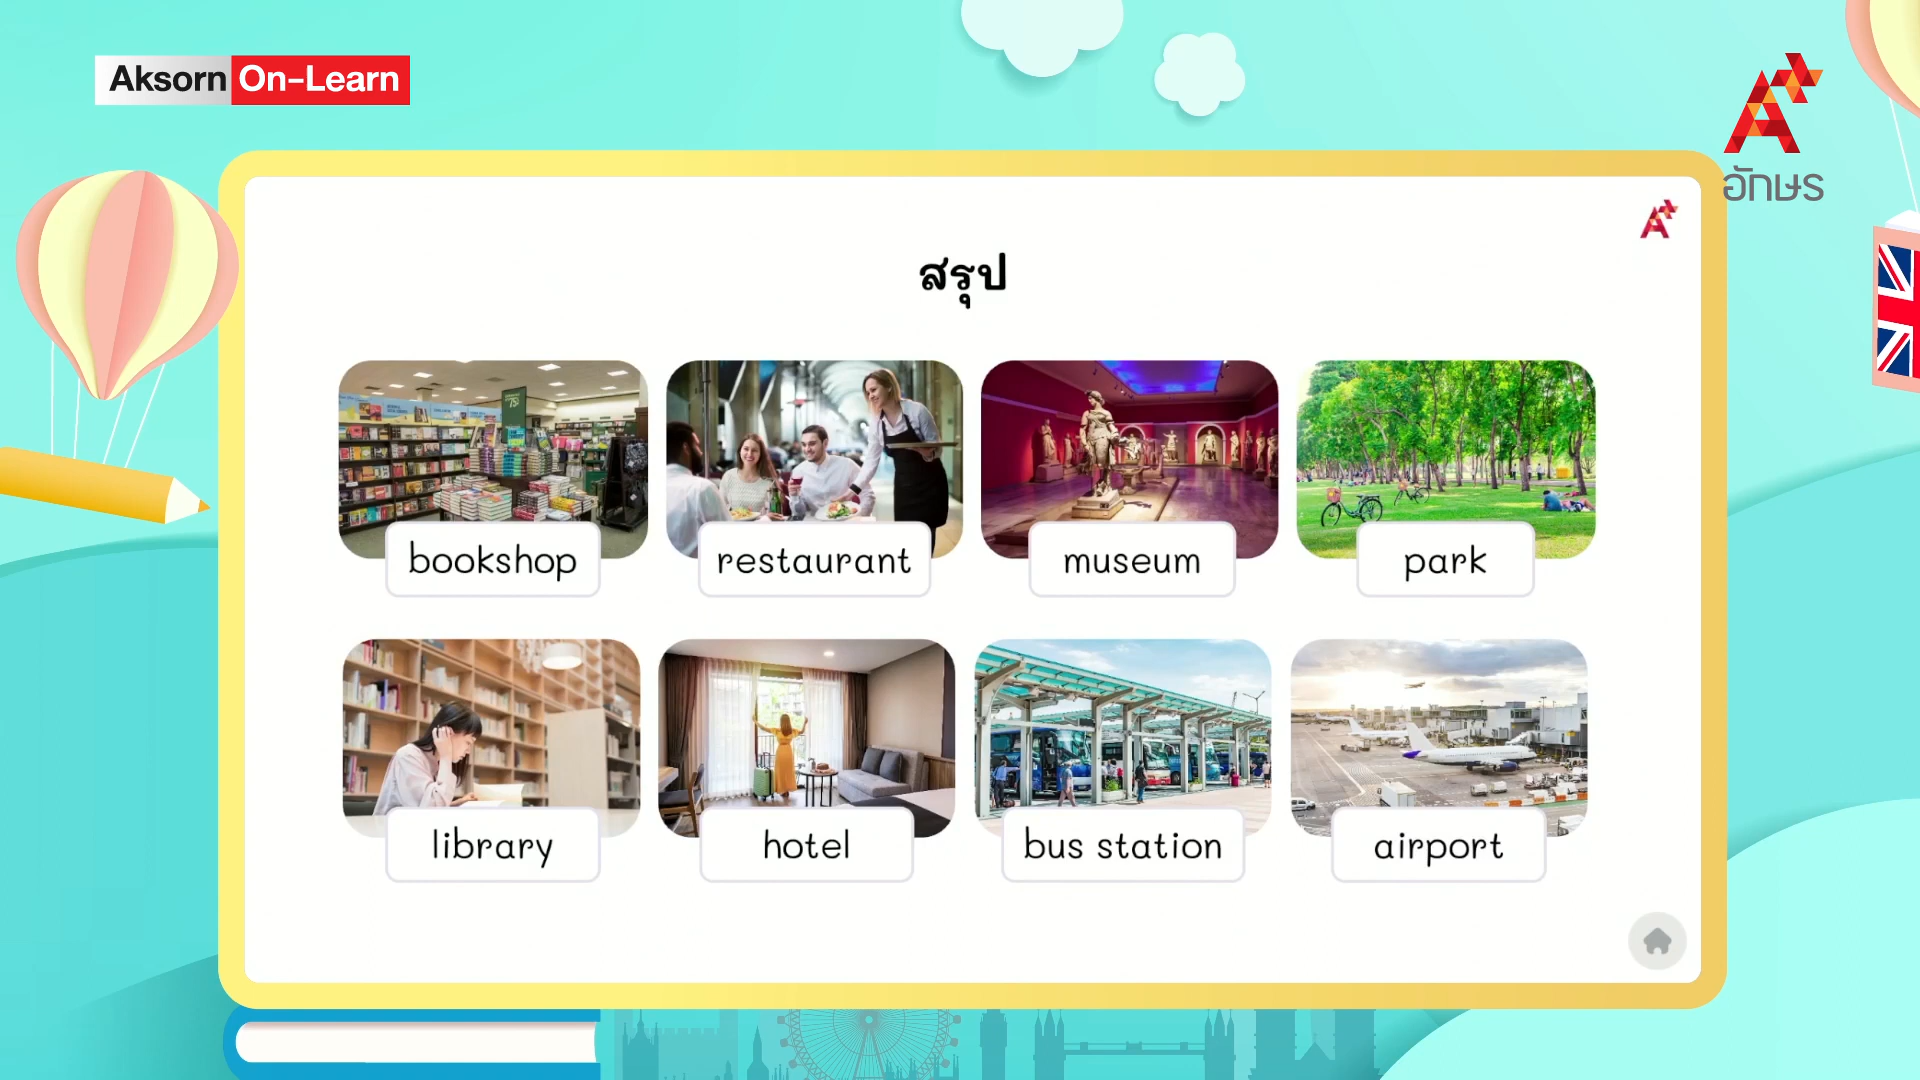 Aksorn On-Learn
อักษร
สรุป
bookshop
restaurant
museum
park
library
hotel
bus station
airport